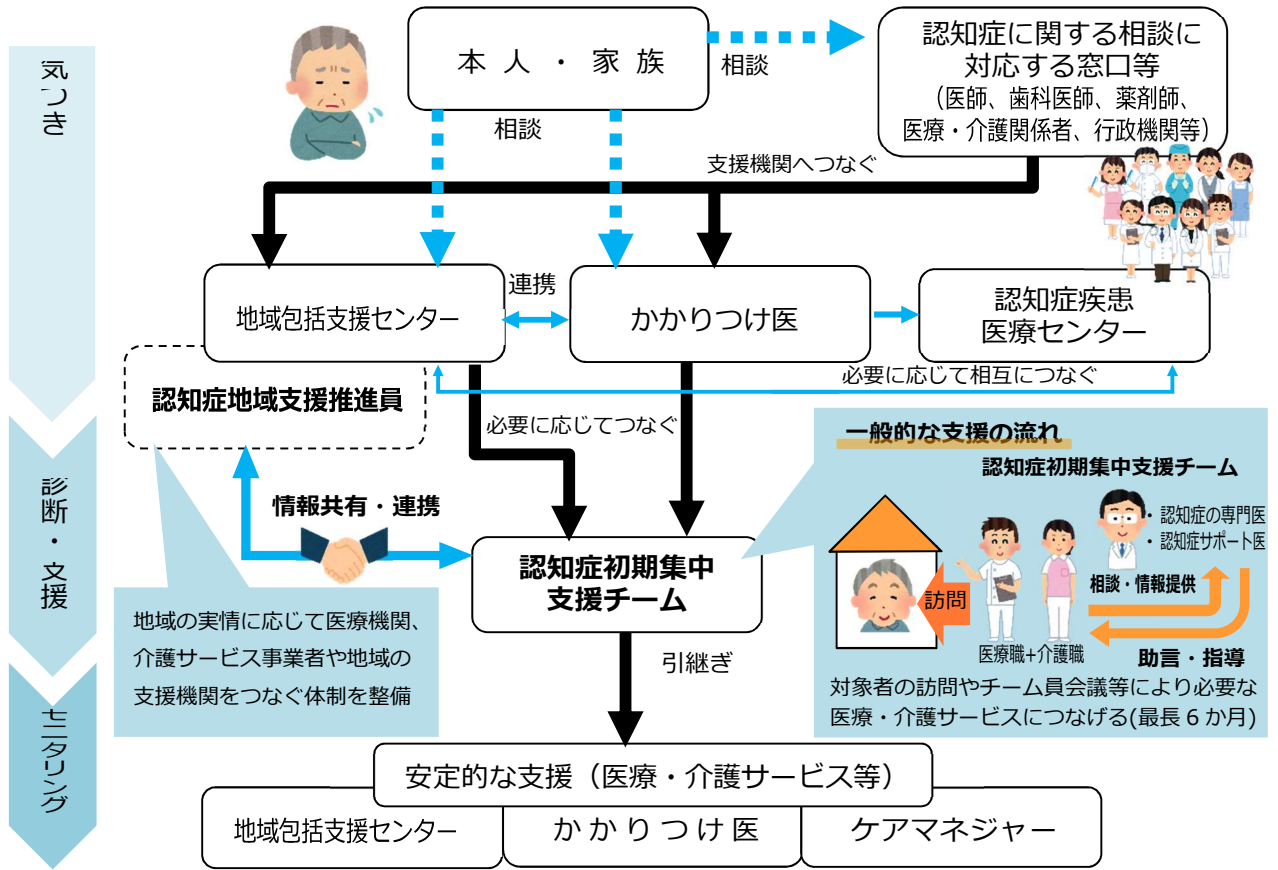 気づき
本人・家族
相談
認知症に関する相談に
対応する窓口等
（医師、歯科医師、薬剤師、
医療・介護関係者、行政機関等）
相談
支援機関へつなぐ
地域包括支援センター
連携
かかりつけ医
認知症疾患
医療センター
必要に応じて相互につなぐ
認知症地域支援推進員
必要に応じてつなぐ
診断・支援
情報共有・連携
認知症初期集中
支援チーム
一般的な支援の流れ
認知症初期集中支援チーム
・認知症の専門医
・認知症サポート医
訪問
相談・情報提供
医療職+介護職
助言・指導
対象者の訪問やチーム員会議等により必要な
医療・介護サービスにつなげる(最長６か月)
地域の実情に応じて医療機関、
介護サービス事業者や地域の
支援機関をつなぐ体制を整備
引継ぎ
モニタリング
安定的な支援（医療・介護サービス等）
地域包括支援センター
かかりつけ医
ケアマネジャー